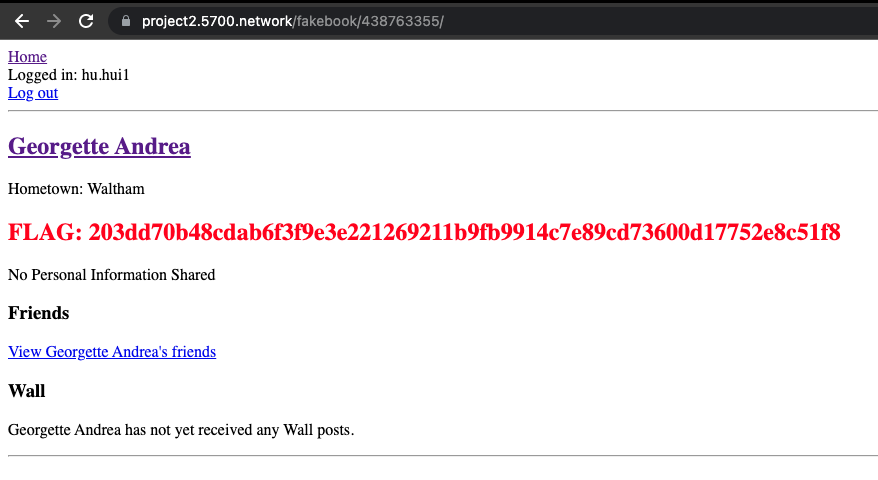 project2.5700.network/fakebook/438763355/
Home
Logged in: hu.hui1
Log out
Georgette Andrea
Hometown: Waltham
FLAG: 203dd70b48cdab6f3f9e3e221269211b9fb9914c7e89cd73600d17752e8c51f8
No Personal Information Shared
Friends
View Georgette Andrea's friends
Wall
Georgette Andrea has not yet received any Wall posts.